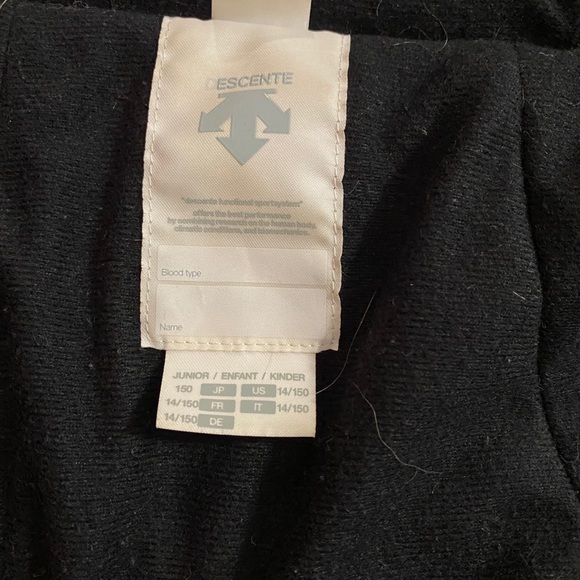 DESCENTE
"descente functional sportsystems"
offers the best performance
by combining research on the human body,
climatic conditions, and biomechanics.
Blood type
Name
JUNIOR / ENFANT / KINDER
150 JP US 14/150
14/150 FR IT 14/150
14/150 DE